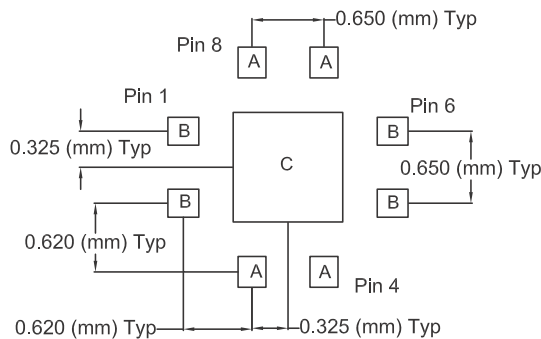 0.650 (mm) Typ
Pin 8
A A
Pin 1
Pin 6
B
B
0.325 (mm) Typ
C
0.650 (mm) Typ
B
B
0.620 (mm) Typ
A A
Pin 4
0.620 (mm) Typ
0.325 (mm) Typ